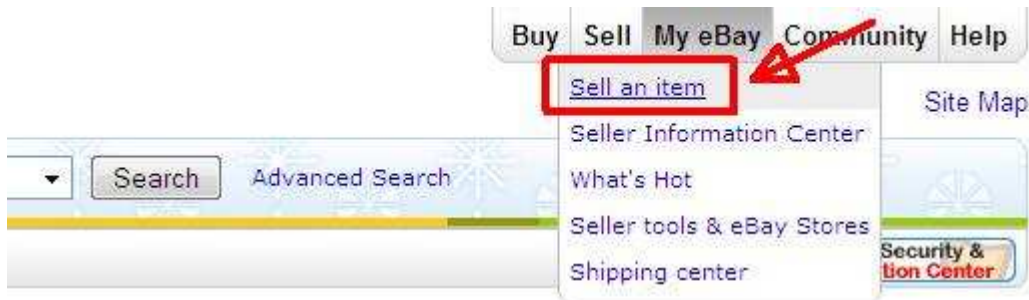 Buy Sell My eBay Community Help
Sell an item
Site Map
Seller Information Center
Search Advanced Search
What's Hot
Seller tools & eBay Stores
Security &
tion Center
Shipping center